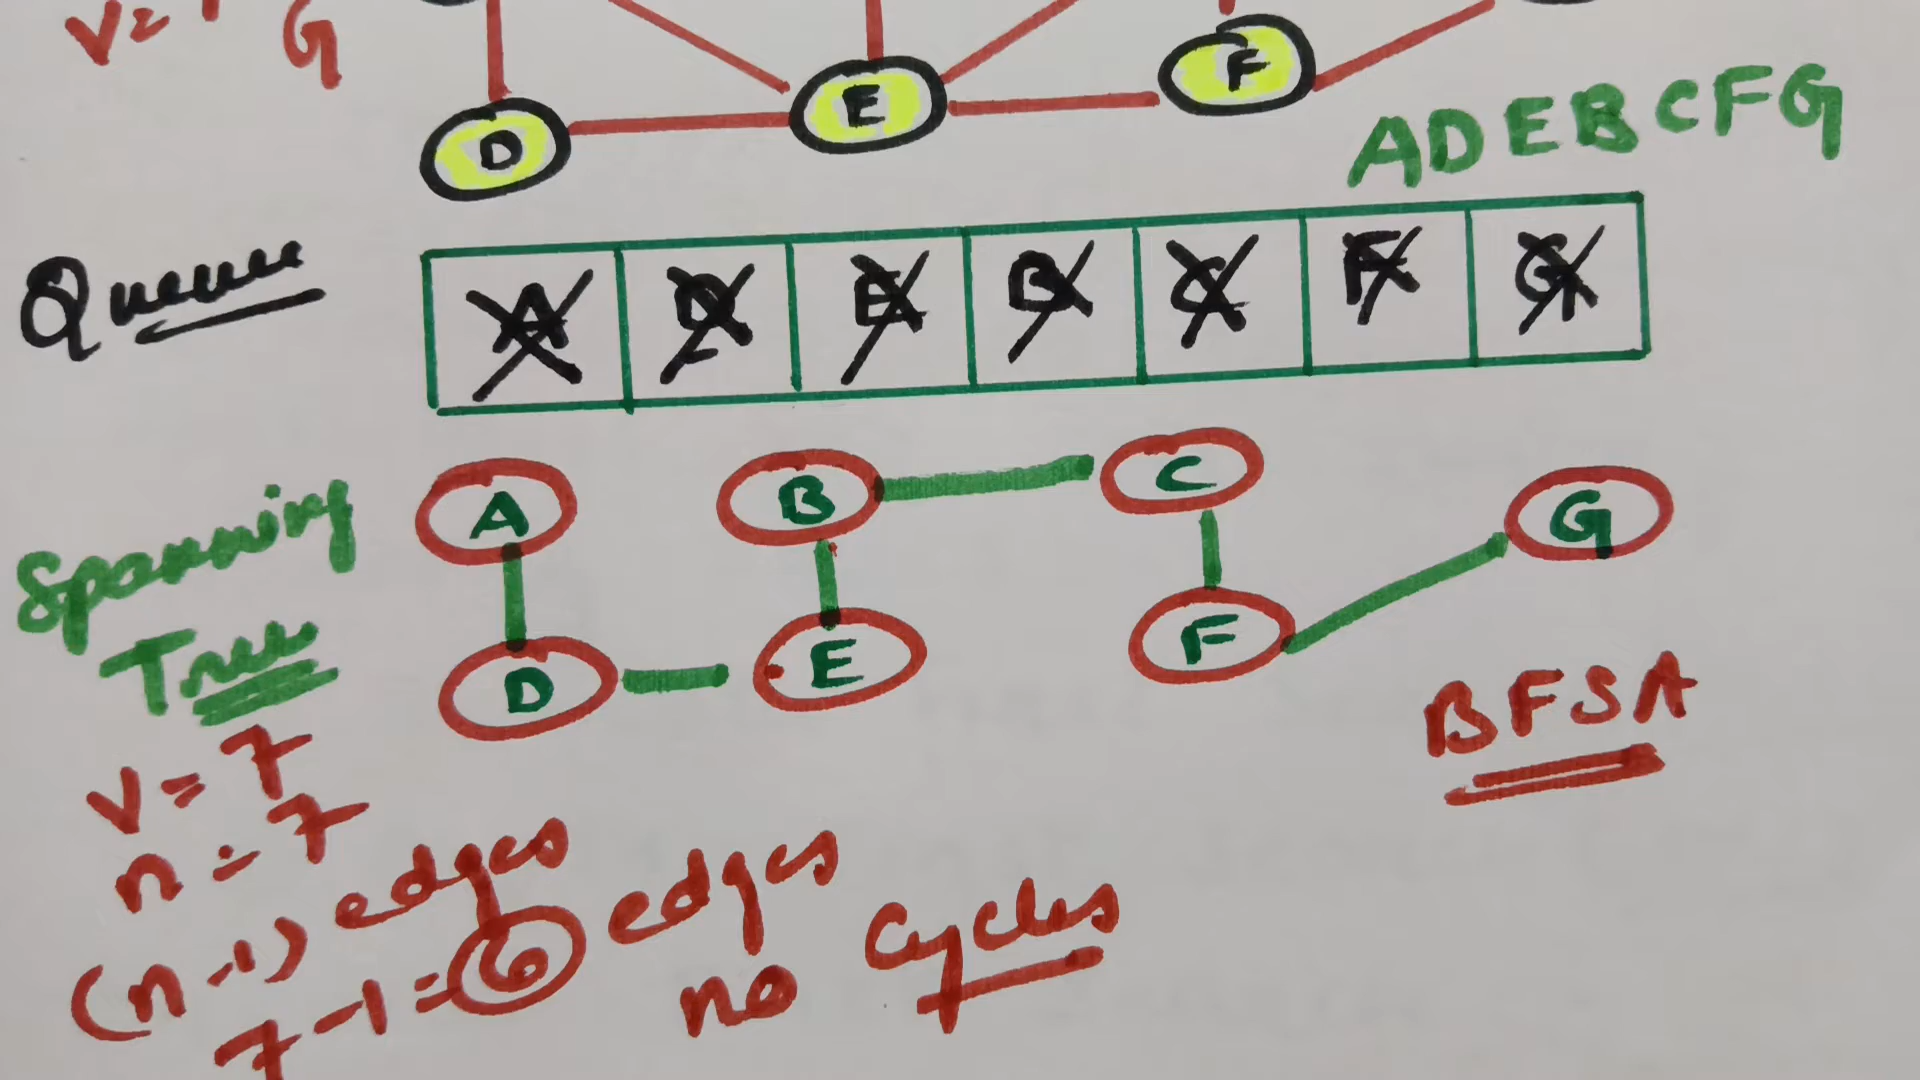 V=
G
D E F
ADEBCFG
Queue A D E B C F G
A B C G
Spanning
Tree
D E F
BFSA
V=7
n=7
(n-1) edges
7-1=6 edges
no cycles